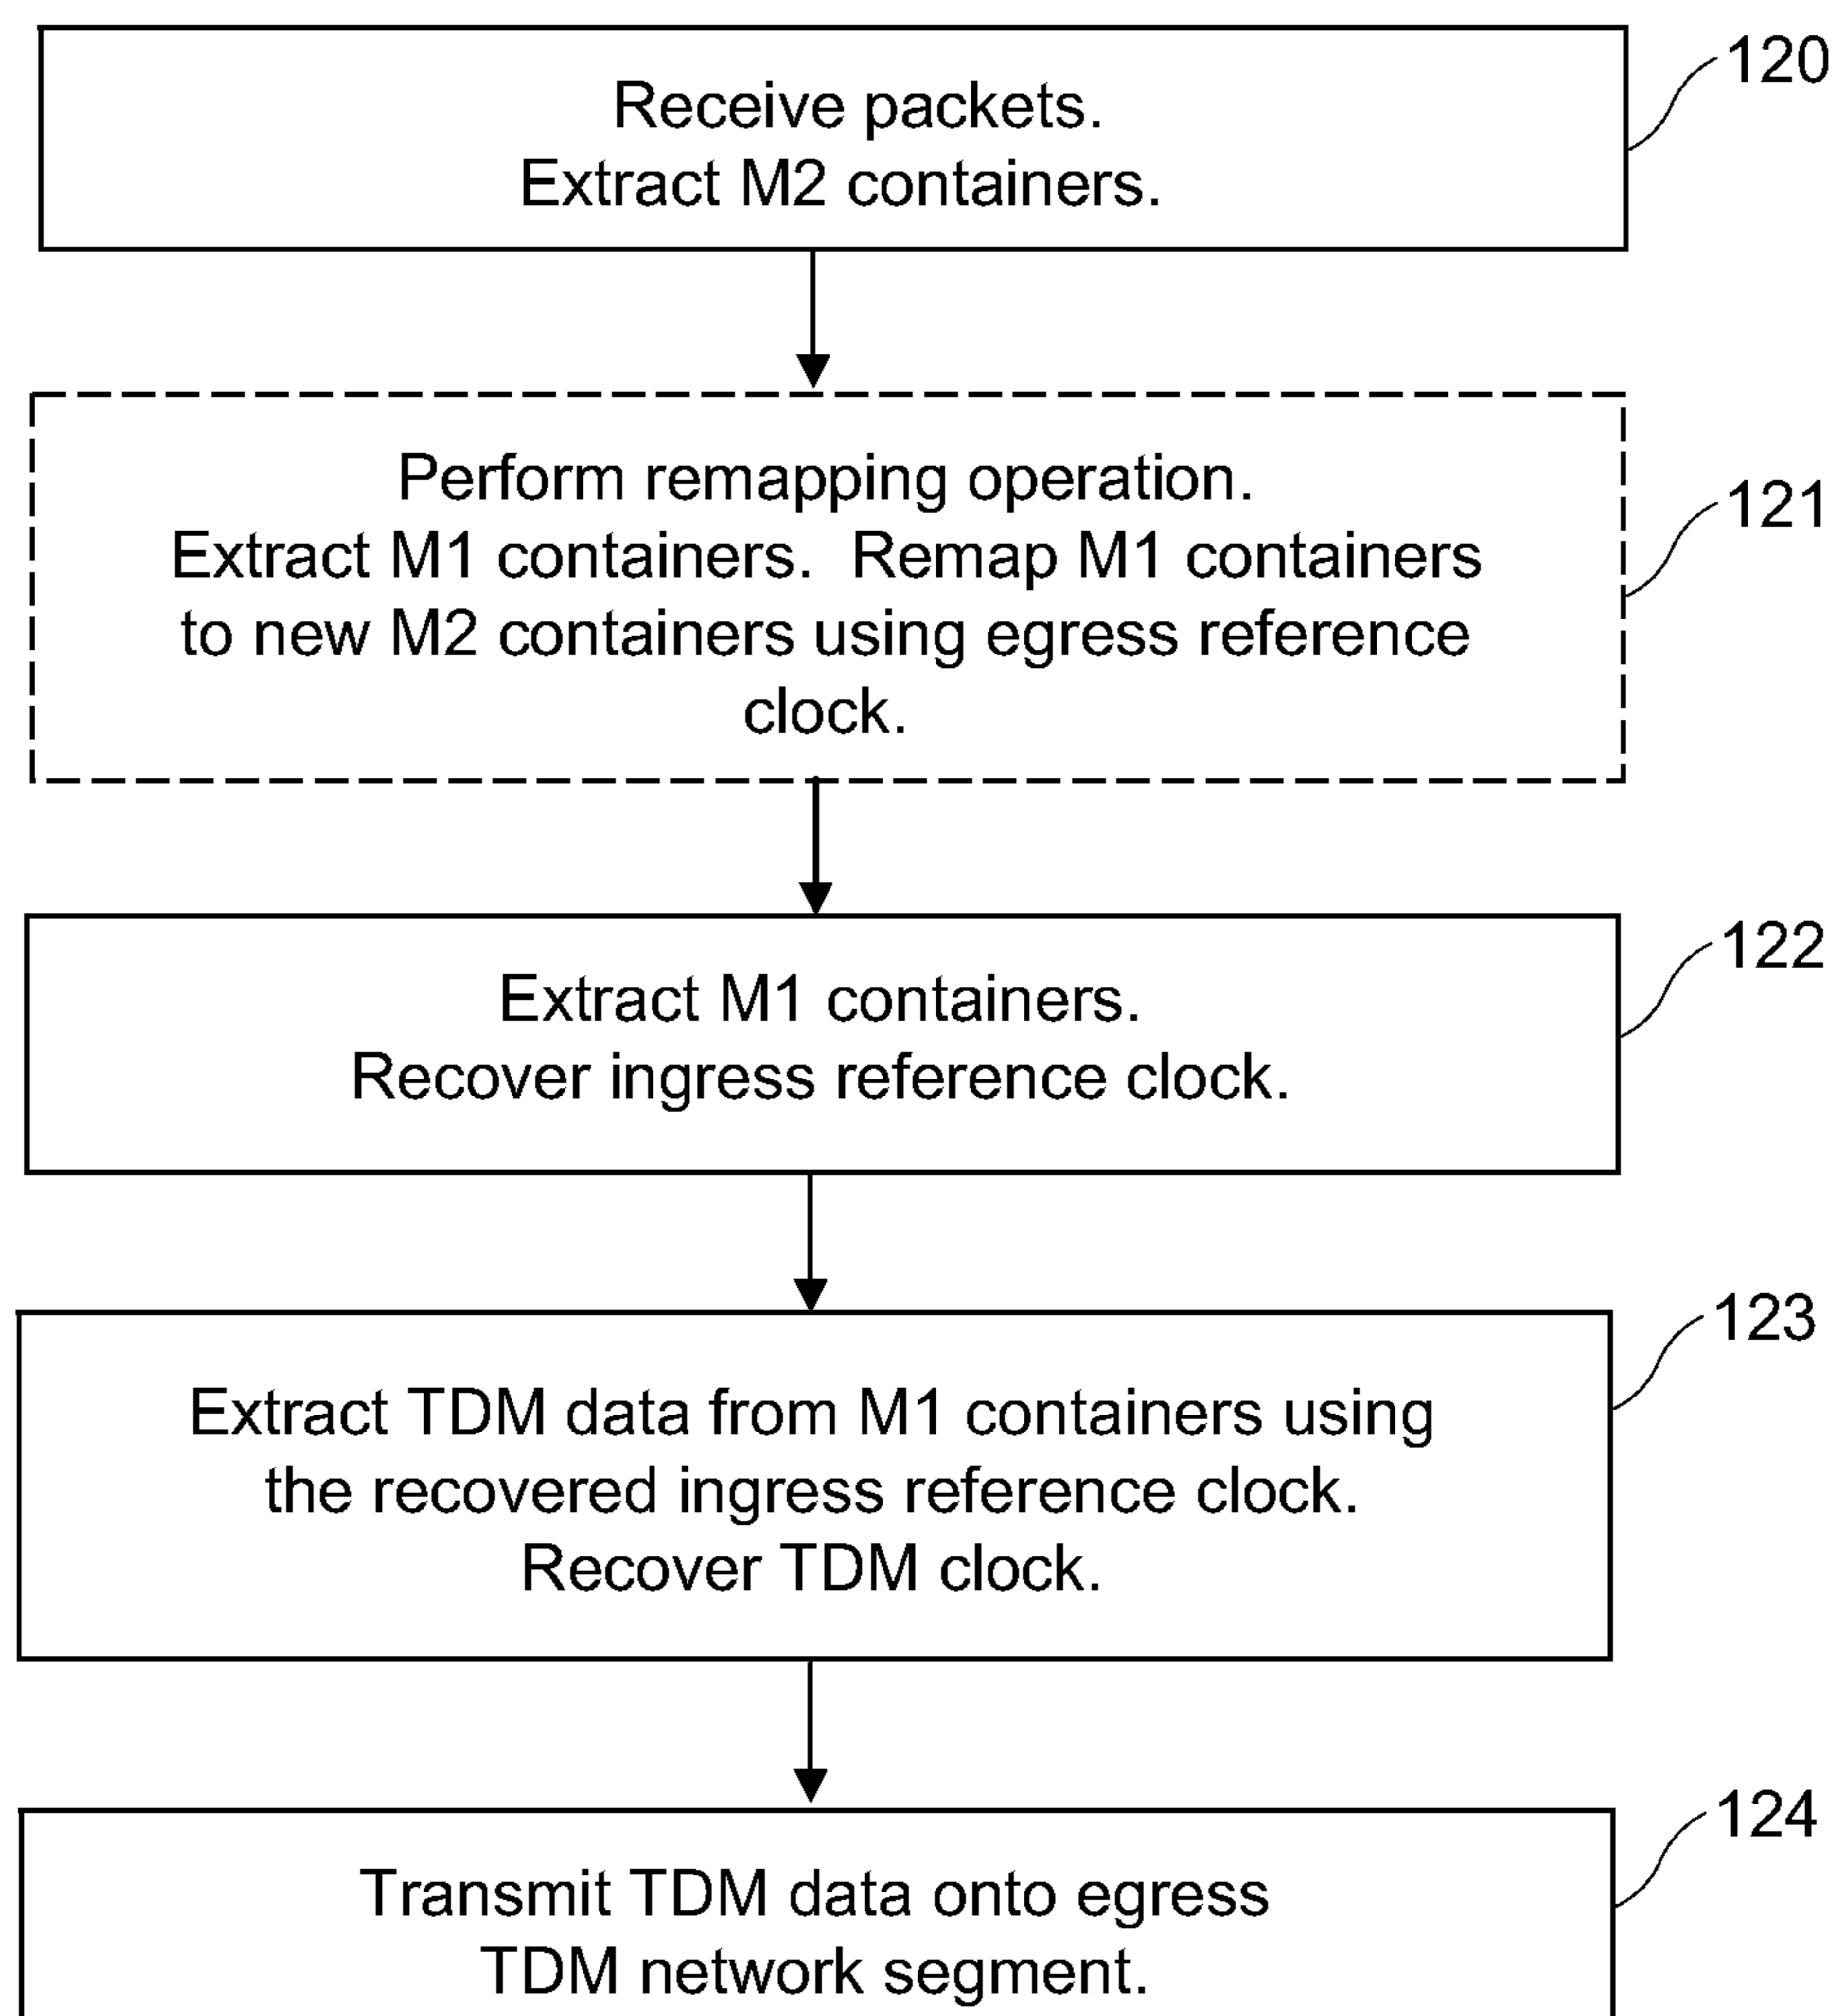 120
Receive packets.
Extract M2 containers.
121
Perform remapping operation.
Extract M1 containers.  Remap M1 containers
to new M2 containers using egress reference
clock.
122
Extract M1 containers.
Recover ingress reference clock.
123
Extract TDM data from M1 containers using
the recovered ingress reference clock.
Recover TDM clock.
124
Transmit TDM data onto egress
TDM network segment.